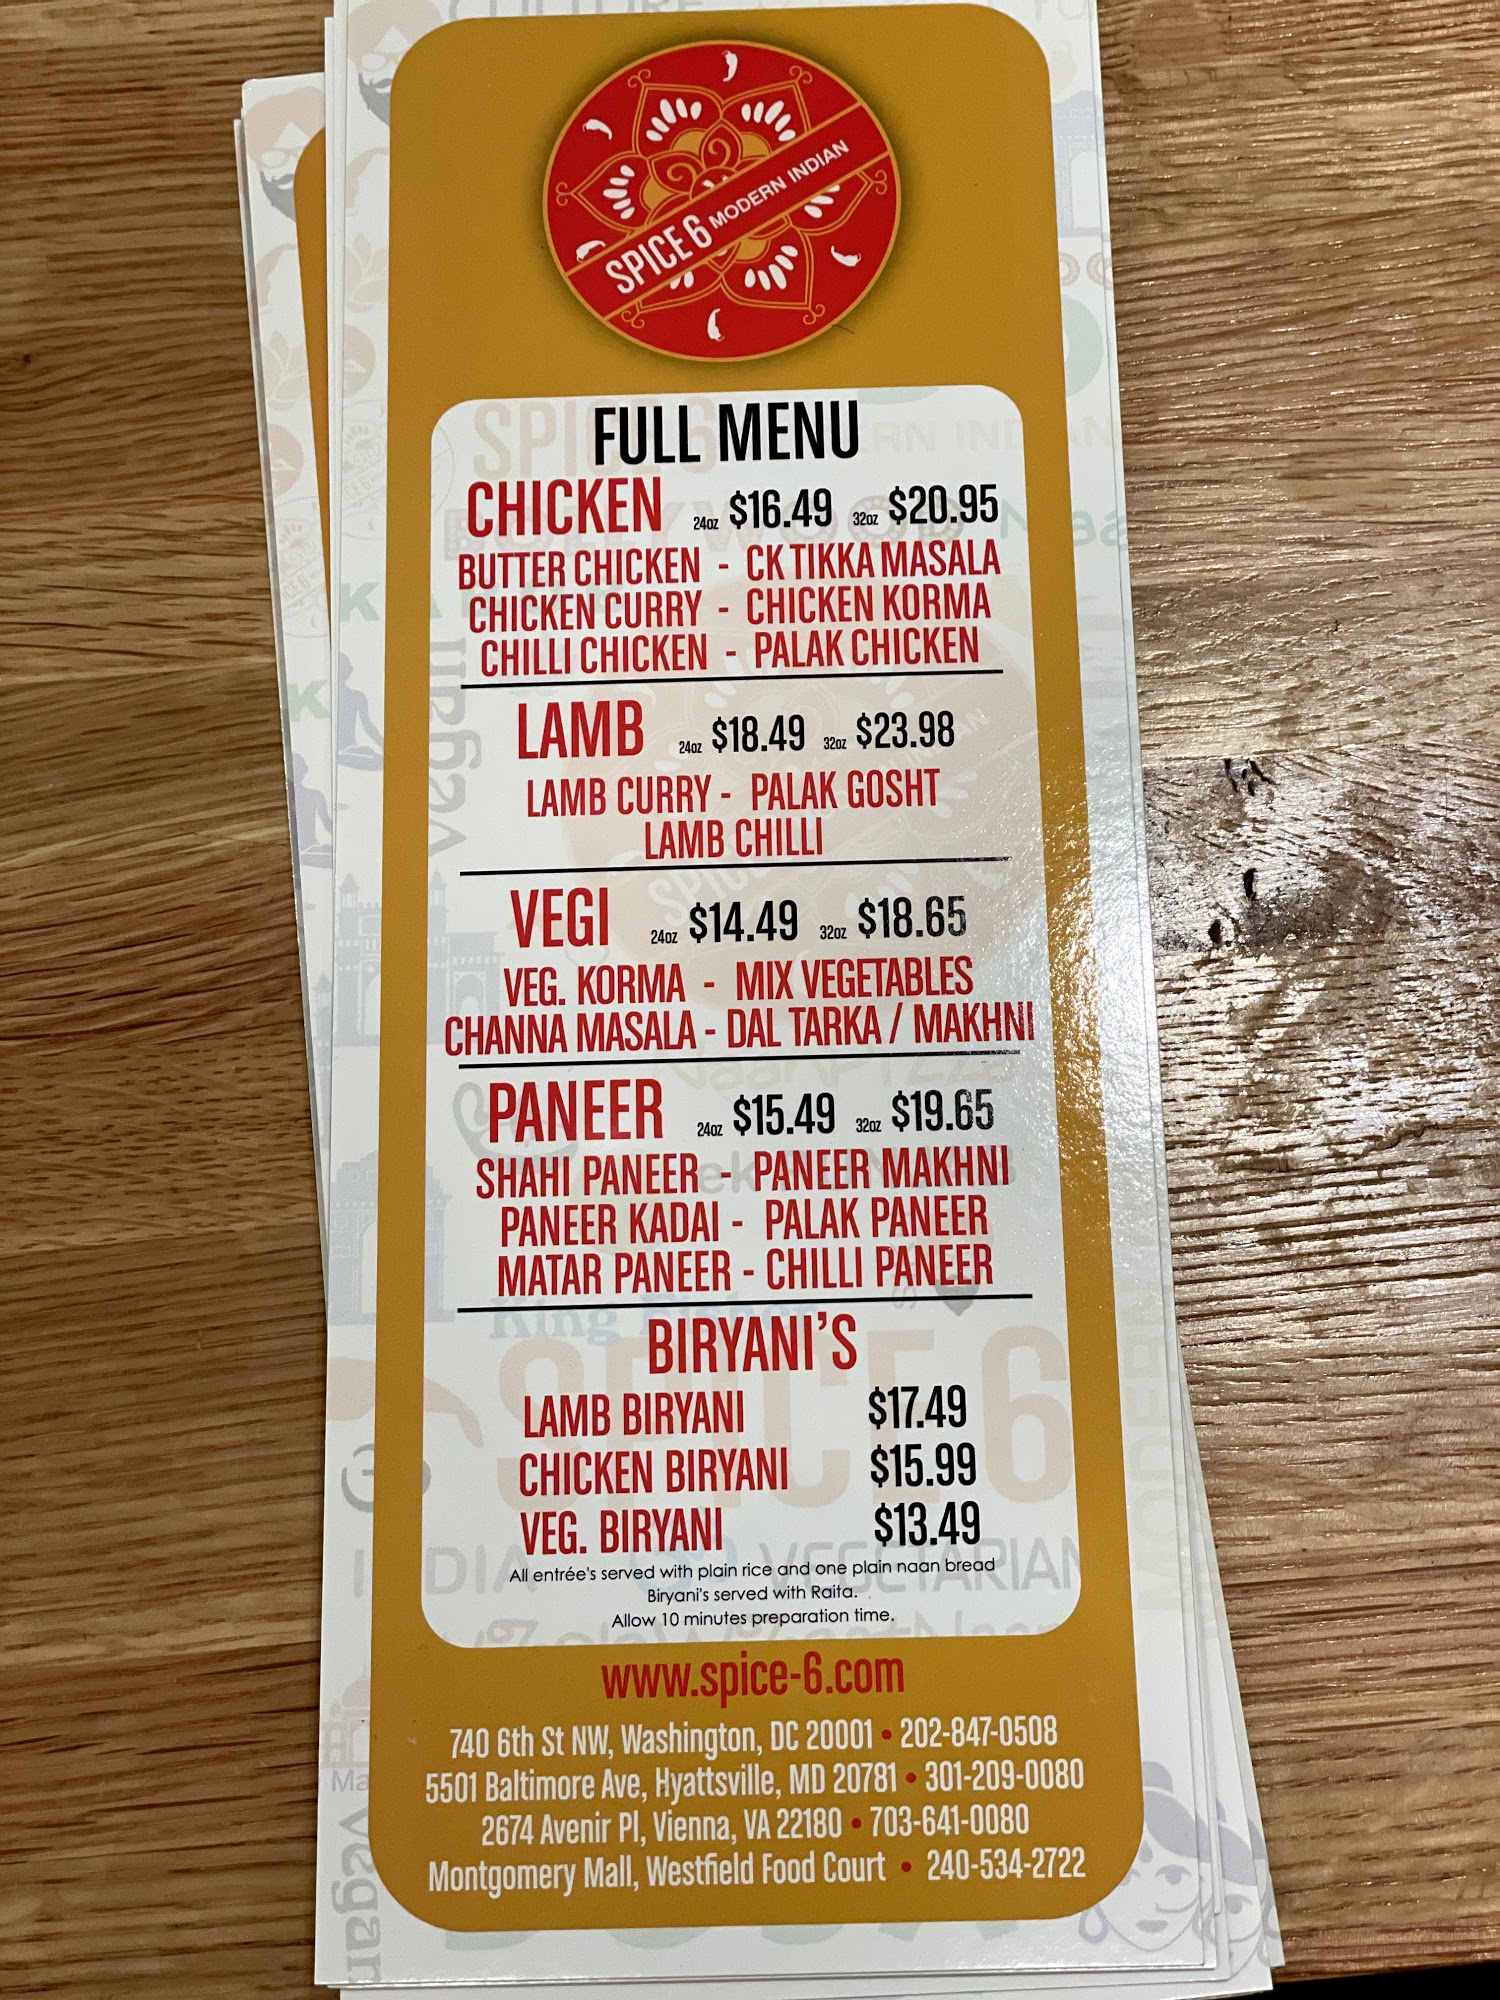 SPICE 6 MODERN INDIAN
FULL MENU
CHICKEN 24oz $16.49 32oz $20.95
BUTTER CHICKEN - CK TIKKA MASALA
CHICKEN CURRY - CHICKEN KORMA
CHILLI CHICKEN - PALAK CHICKEN
LAMB 24oz $18.49 32oz $23.98
LAMB CURRY - PALAK GOSHT
LAMB CHILLI
VEGI 24oz $14.49 32oz $18.65
VEG. KORMA - MIX VEGETABLES
CHANNA MASALA - DAL TARKA / MAKHNI
PANEER 24oz $15.49 32oz $19.65
SHAHI PANEER - PANEER MAKHNI
PANEER KADAI - PALAK PANEER
MATAR PANEER - CHILLI PANEER
BIRYANI'S
LAMB BIRYANI $17.49
CHICKEN BIRYANI $15.99
VEG. BIRYANI $13.49
All entrée's served with plain rice and one plain naan bread
Biryani's served with Raita.
Allow 10 minutes preparation time.
www.spice-6.com
740 6th St NW, Washington, DC 20001 • 202-847-0508
5501 Baltimore Ave, Hyattsville, MD 20781 • 301-209-0080
2674 Avenir Pl, Vienna, VA 22180 • 703-641-0080
Montgomery Mall, Westfield Food Court • 240-534-2722
vegan
vegan